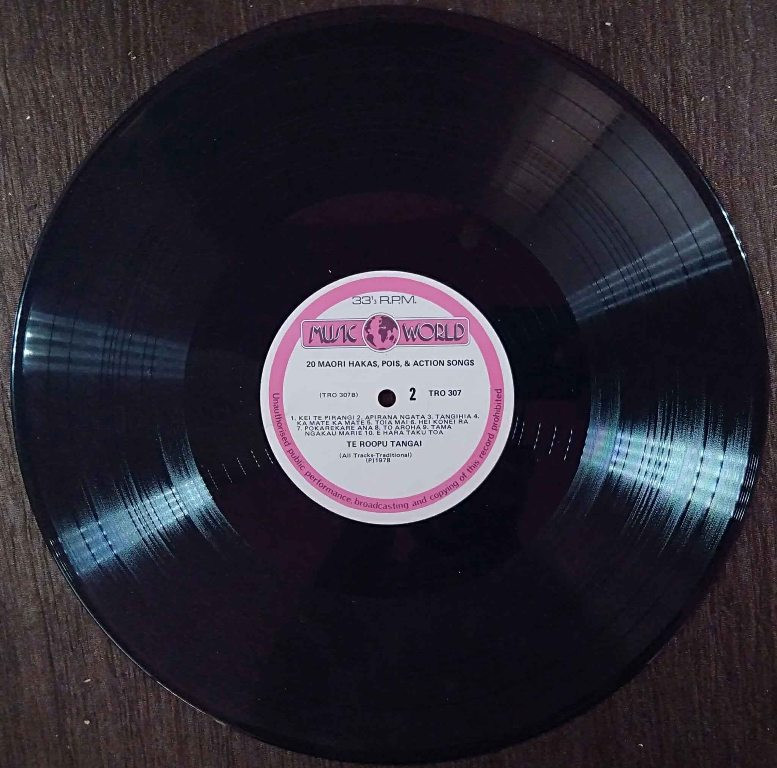 33⅓ R.P.M.
MUSIC WORLD
20 MAORI HAKAS, POIS, & ACTION SONGS
(TRO 307B) 2 TRO 307
1. KEI TE PIRANGI 2. APIRANA NGATA 3. TANGIHIA 4.
KA MATE KA MATE 5. TOIA MAI 6. HEI KONEI RA
7. POKAREKARE ANA 8. TO AROHA 9. TAMA
NGAKAU MARIE 10. E HARA TAKU TOA
TE ROOPU TANGAI
(All Tracks-Traditional)
(P)1978
Unauthorised public performance, broadcasting and copying of this record prohibited